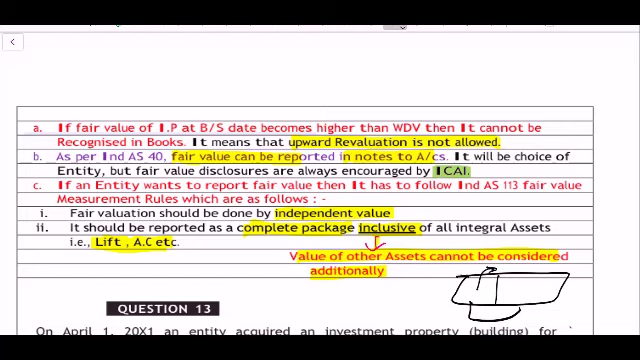 a. If fair value of I.P at B/S date becomes higher than WDV then It cannot be
Recognised in Books. It means that upward Revaluation is not allowed.
b. As per Ind AS 40, fair value can be reported in notes to A/cs. It will be choice of
Entity, but fair value disclosures are always encouraged by ICAI.
c. If an Entity wants to report fair value then It has to follow Ind AS 113 fair value
Measurement Rules which are as follows : -
i. Fair valuation should be done by independent value
ii. It should be reported as a complete package inclusive of all integral Assets
i.e., Lift , A.C etc.
Value of other Assets cannot be considered
additionally
QUESTION 13
On April 1, 20X1 an entity acquired an investment property (building) for